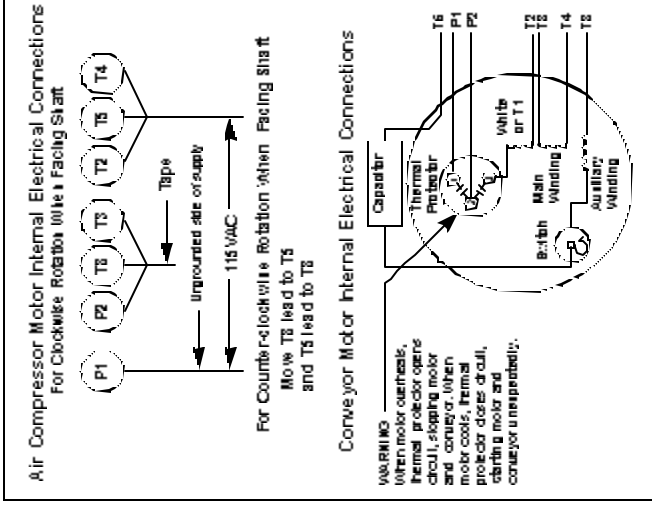 Air Compressor Motor Internal Electrical Connections
For Clockwise Rotation When Facing Shaft
P1 P2 T8 T3 T2 T5 T4
Tape
Ungrounded side of supply
115 VAC
For Counter-clockwise Rotation When Facing Shaft
Move T8 lead to T5
and T5 lead to T8
Conveyor Motor Internal Electrical Connections
WARNING
When motor overheats,
thermal protector opens
circuit, stopping motor
and conveyor. When
motor cools, thermal
protector closes circuit,
starting motor and
conveyor unexpectedly.
Capacitor
Thermal
Protector
White
or T1
Main
Winding
Switch
Auxiliary
Winding
T6
P1
P2
T2
T3
T4
T8